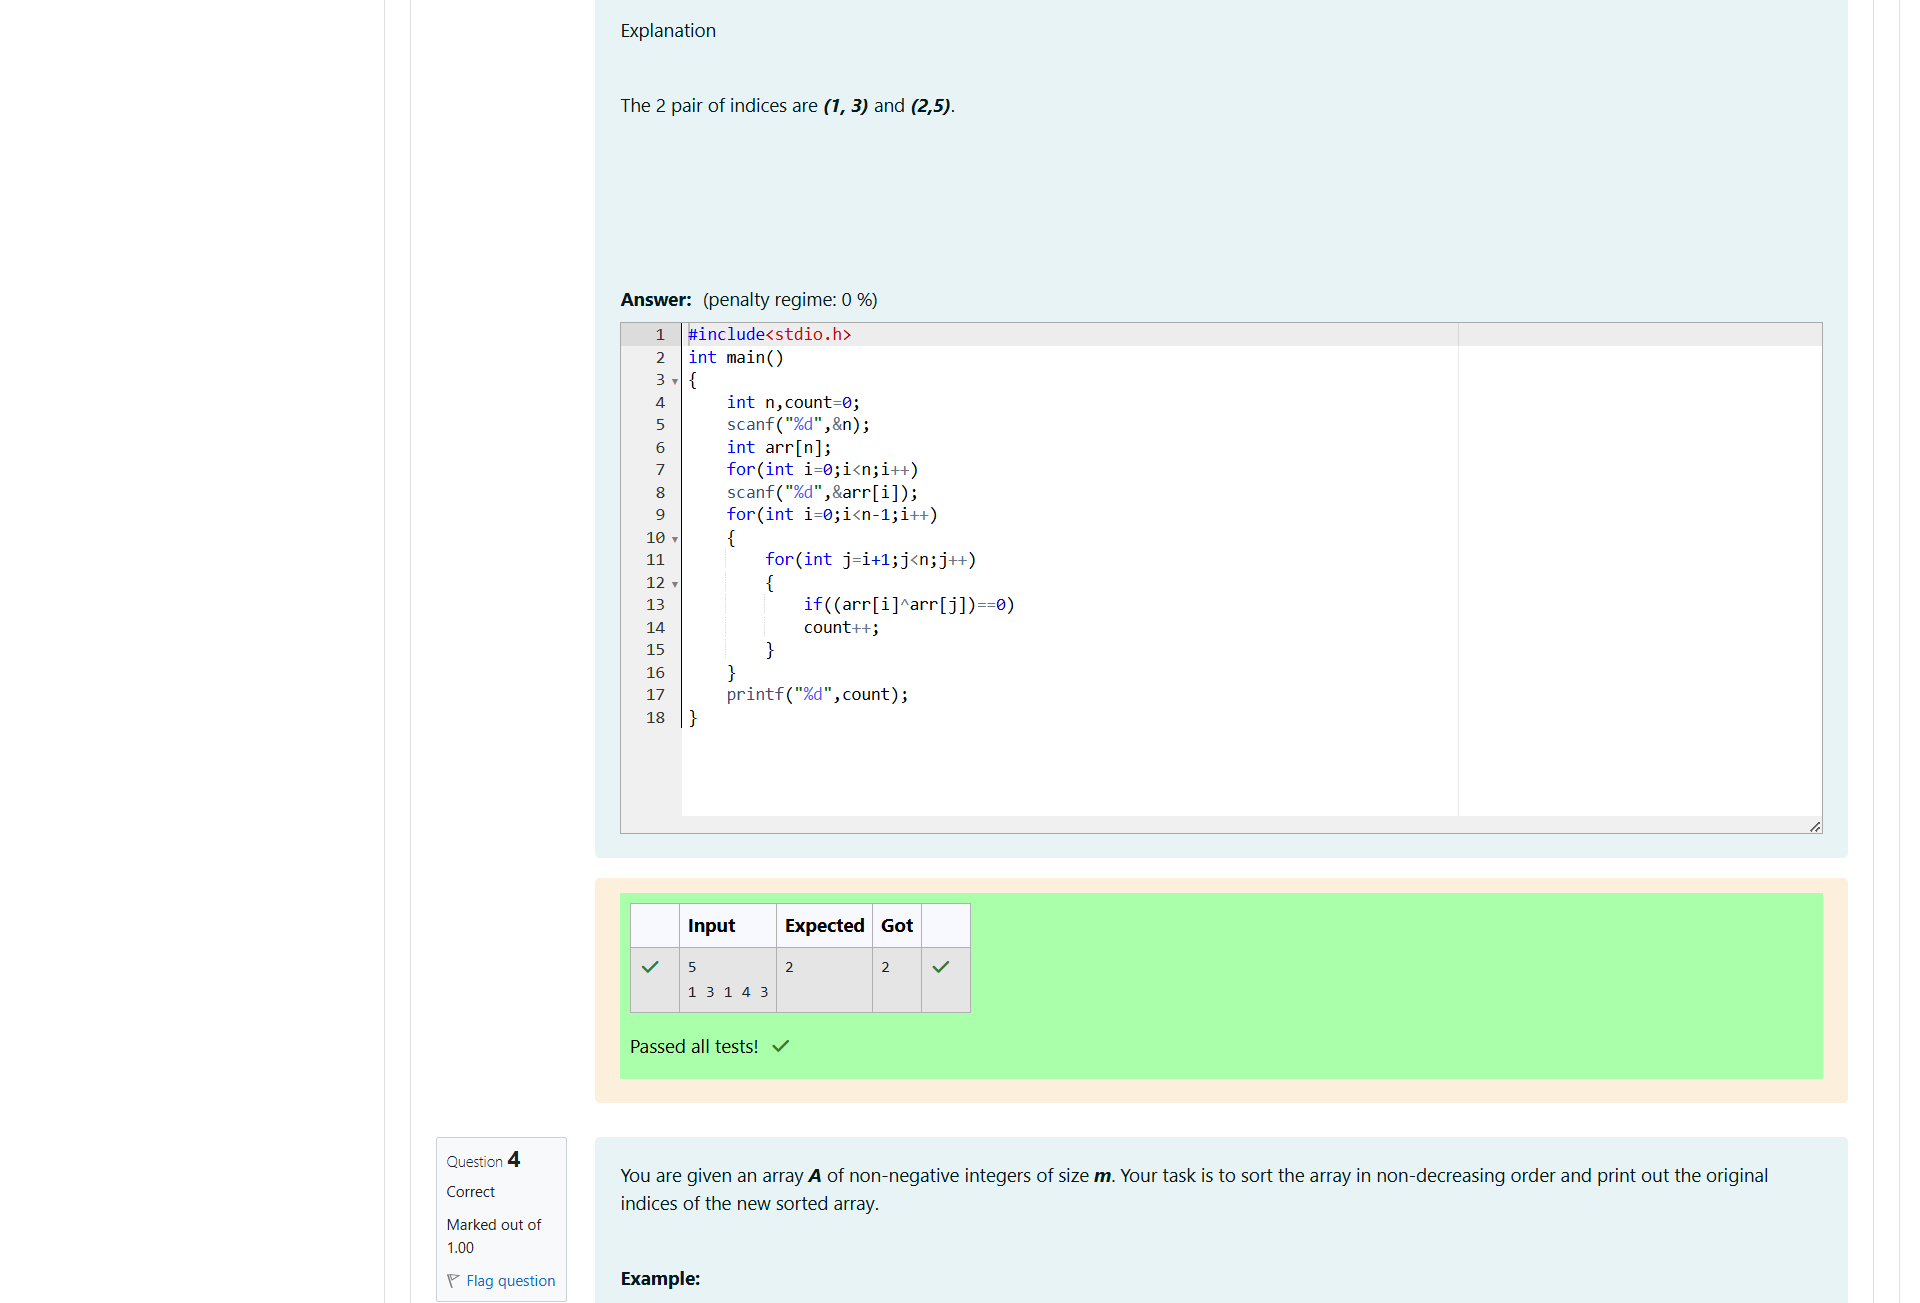 Explanation
The 2 pair of indices are (1, 3) and (2,5).
Answer: (penalty regime: 0 %)
1 #include<stdio.h>
2 int main()
3 {
4     int n,count=0;
5     scanf("%d",&n);
6     int arr[n];
7     for(int i=0;i<n;i++)
8     scanf("%d",&arr[i]);
9     for(int i=0;i<n-1;i++)
10     {
11         for(int j=i+1;j<n;j++)
12         {
13             if((arr[i]^arr[j])==0)
14             count++;
15         }
16     }
17     printf("%d",count);
18 }
Input Expected Got
5 2 2
1 3 1 4 3
Passed all tests!
Question 4
Correct
Marked out of
1.00
Flag question
You are given an array A of non-negative integers of size m. Your task is to sort the array in non-decreasing order and print out the original
indices of the new sorted array.
Example: